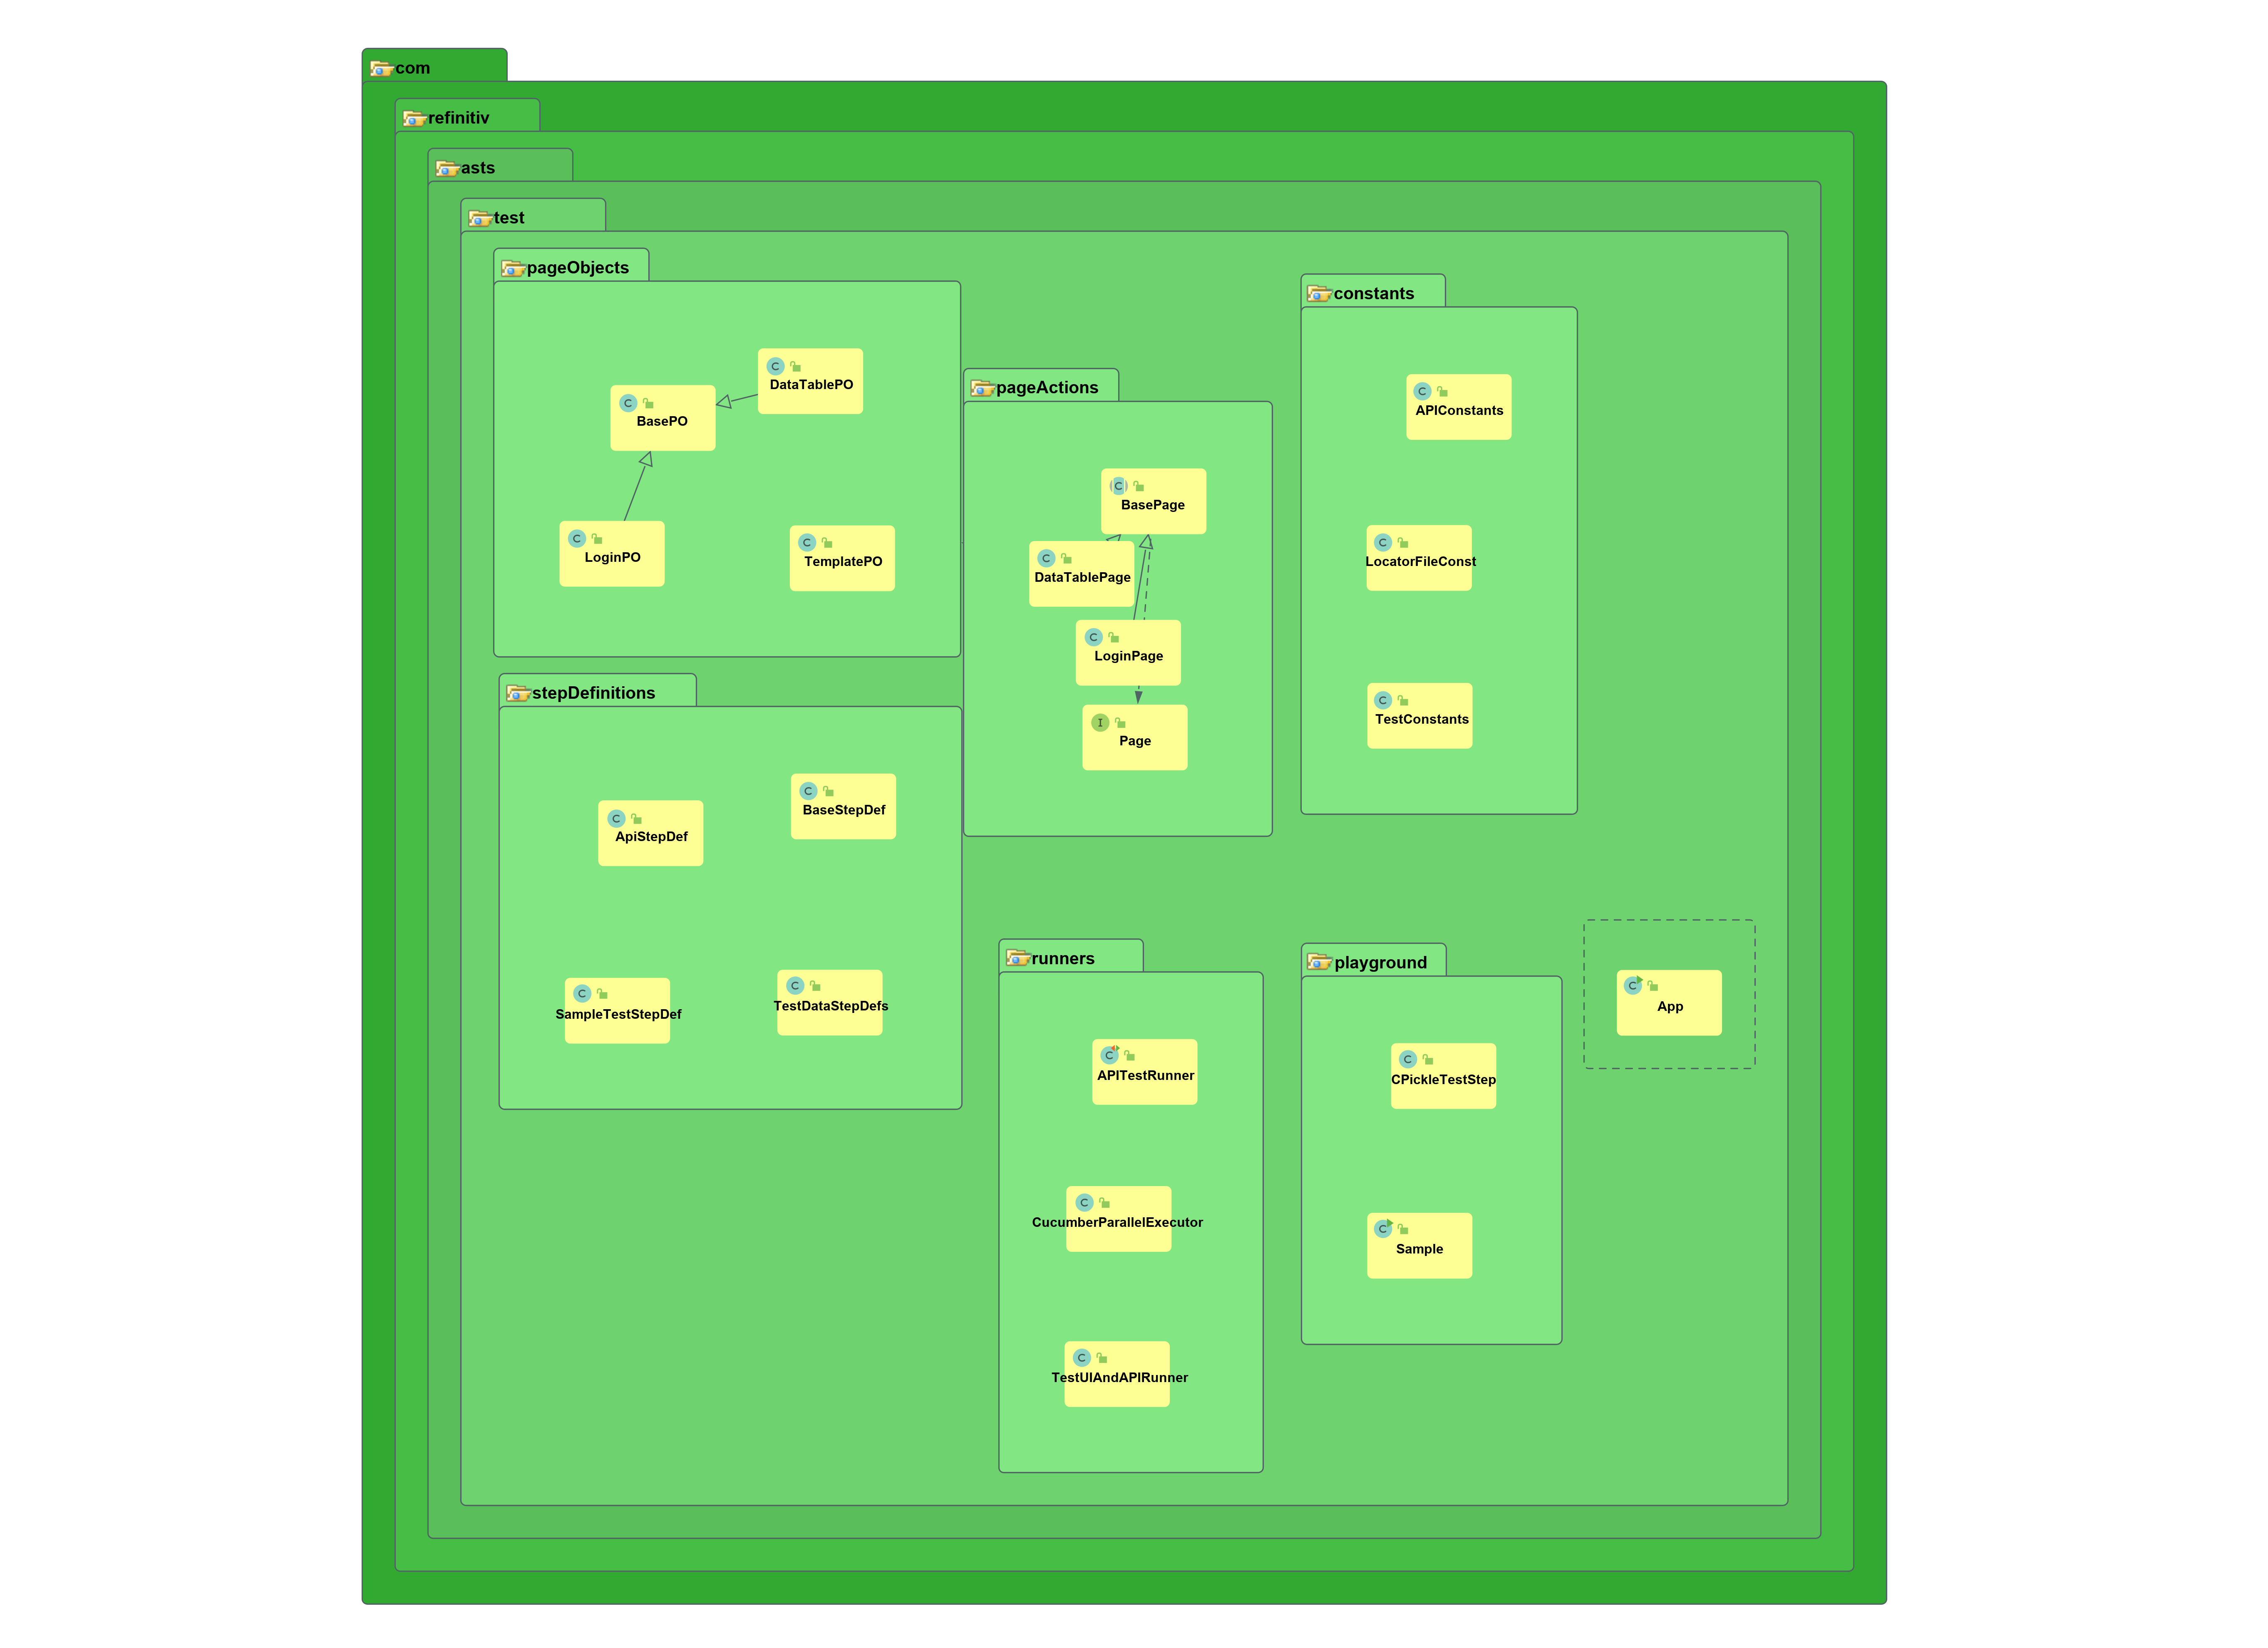 com
refinitiv
asts
test
pageObjects
DataTablePO
BasePO
LoginPO
TemplatePO
pageActions
BasePage
DataTablePage
LoginPage
Page
constants
APIConstants
LocatorFileConst
TestConstants
stepDefinitions
BaseStepDef
ApiStepDef
SampleTestStepDef
TestDataStepDefs
runners
APITestRunner
CucumberParallelExecutor
TestUIAndAPIRunner
playground
CPickleTestStep
Sample
App